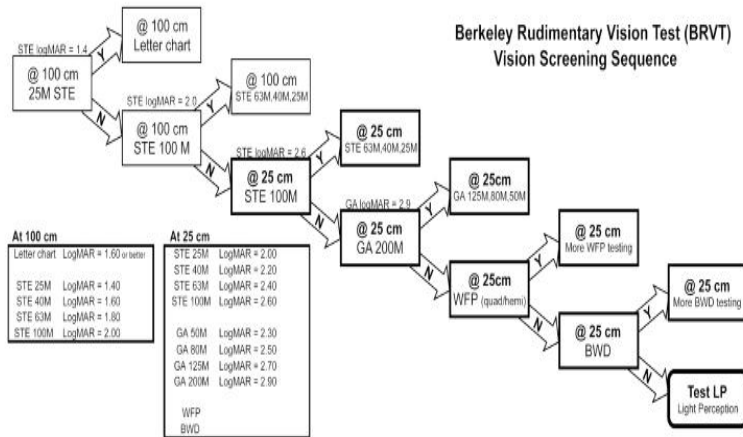 Berkeley Rudimentary Vision Test (BRVT)
Vision Screening Sequence
STE logMAR = 1.4
@ 100 cm
25M STE
Y
@ 100 cm
Letter chart
N
STE logMAR = 2.0
@ 100 cm
STE 100 M
Y
@ 100 cm
STE 63M,40M,25M
N
STE logMAR = 2.6
@ 25 cm
STE 100M
Y
@ 25 cm
STE 63M,40M,25M
N
GA logMAR = 2.9
@ 25 cm
GA 200M
Y
@ 25cm
GA 125M,80M,50M
N
@ 25cm
WFP (quad/hemi)
Y
@ 25 cm
More WFP testing
N
@ 25 cm
BWD
Y
@ 25 cm
More BWD testing
N
Test LP
Light Perception
At 100 cm
Letter chart LogMAR = 1.60 or better
STE 25M LogMAR = 1.40
STE 40M LogMAR = 1.60
STE 63M LogMAR = 1.80
STE 100M LogMAR = 2.00
At 25 cm
STE 25M LogMAR = 2.00
STE 40M LogMAR = 2.20
STE 63M LogMAR = 2.40
STE 100M LogMAR = 2.60
GA 50M LogMAR = 2.30
GA 80M LogMAR = 2.50
GA 125M LogMAR = 2.70
GA 200M LogMAR = 2.90
WFP
BWD